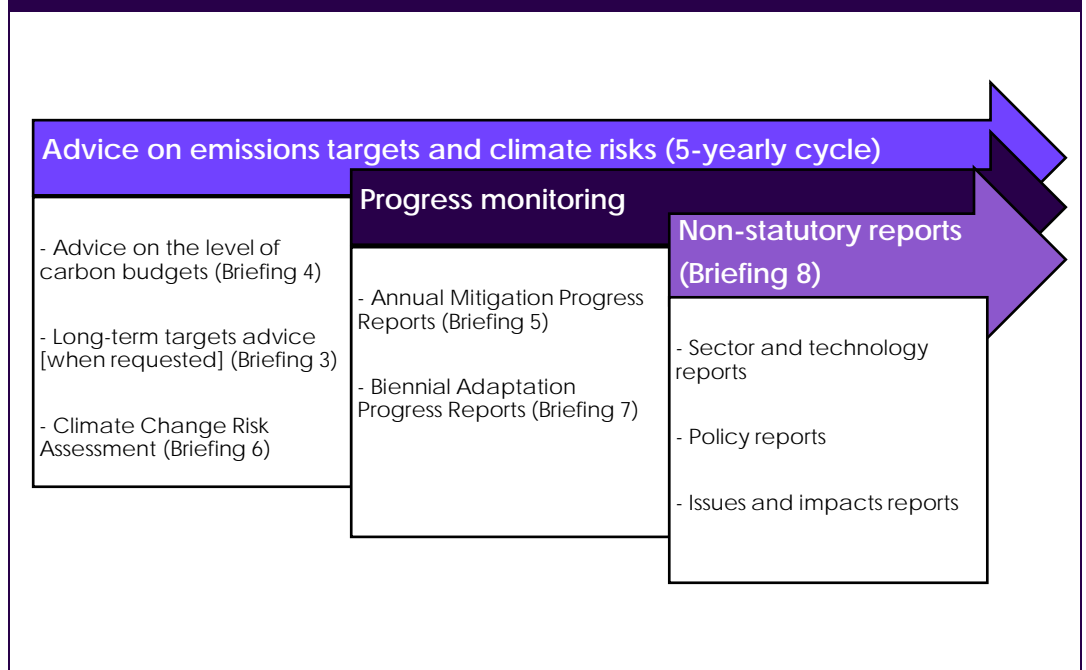 Advice on emissions targets and climate risks (5-yearly cycle)
- Advice on the level of
carbon budgets (Briefing 4)
- Long-term targets advice
[when requested] (Briefing 3)
- Climate Change Risk
Assessment (Briefing 6)
Progress monitoring
- Annual Mitigation Progress
Reports (Briefing 5)
- Biennial Adaptation
Progress Reports (Briefing 7)
Non-statutory reports
(Briefing 8)
- Sector and technology
reports
- Policy reports
- Issues and impacts reports